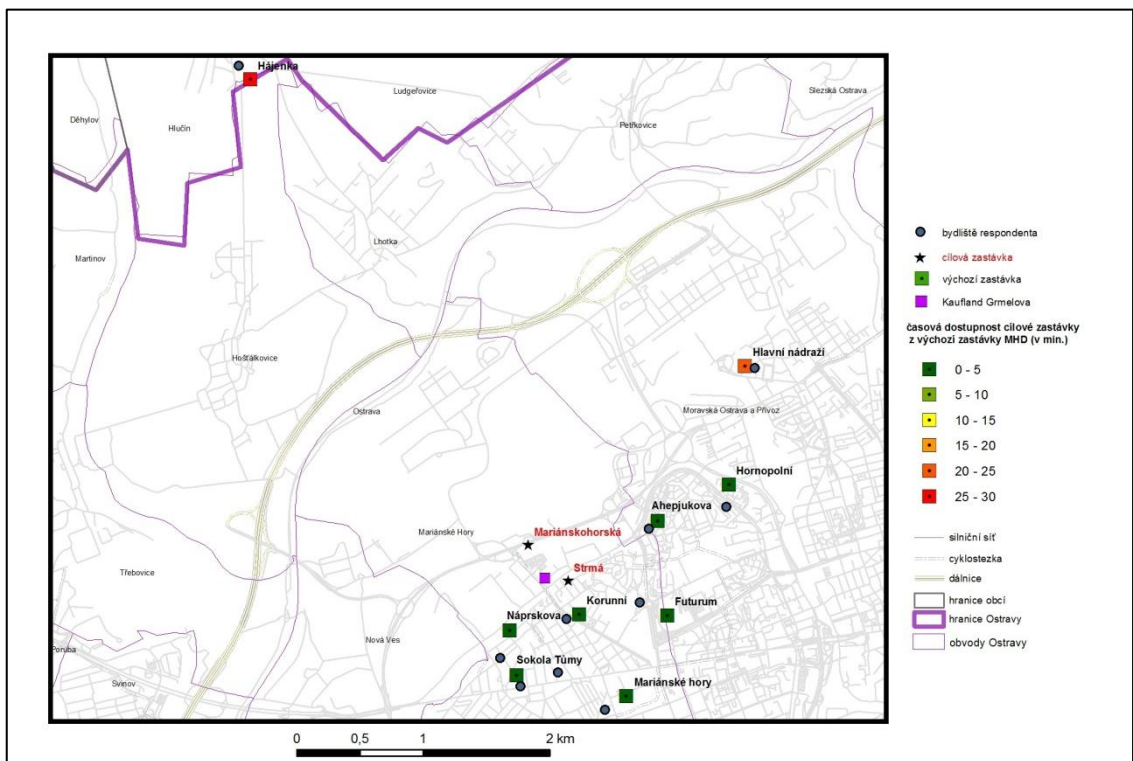 Hájenka
Ludgeřovice
Slezská Ostrava
Děhylov
Hlučín
Petřkovice
Martinov
Lhotka
Hošťálkovice
Hlavní nádraží
Ostrava
Moravská Ostrava a Přívoz
Hornopolní
Ahepjukova
Mariánské Hory
Mariánskohorská
Třebovice
Strmá
Korunní
Futurum
Náprskova
Nová Ves
Poruba
Sokola Tůmy
Svinov
Mariánské hory
bydliště respondenta
cílová zastávka
výchozí zastávka
Kaufland Grmelova
časová dostupnost cilové zastávky
z výchozí zastávky MHD (v min.)
0 - 5
5 - 10
10 - 15
15 - 20
20 - 25
25 - 30
silniční síť
cyklostezka
dálnice
hranice obcí
hranice Ostravy
obvody Ostravy
0 0,5 1 2 km